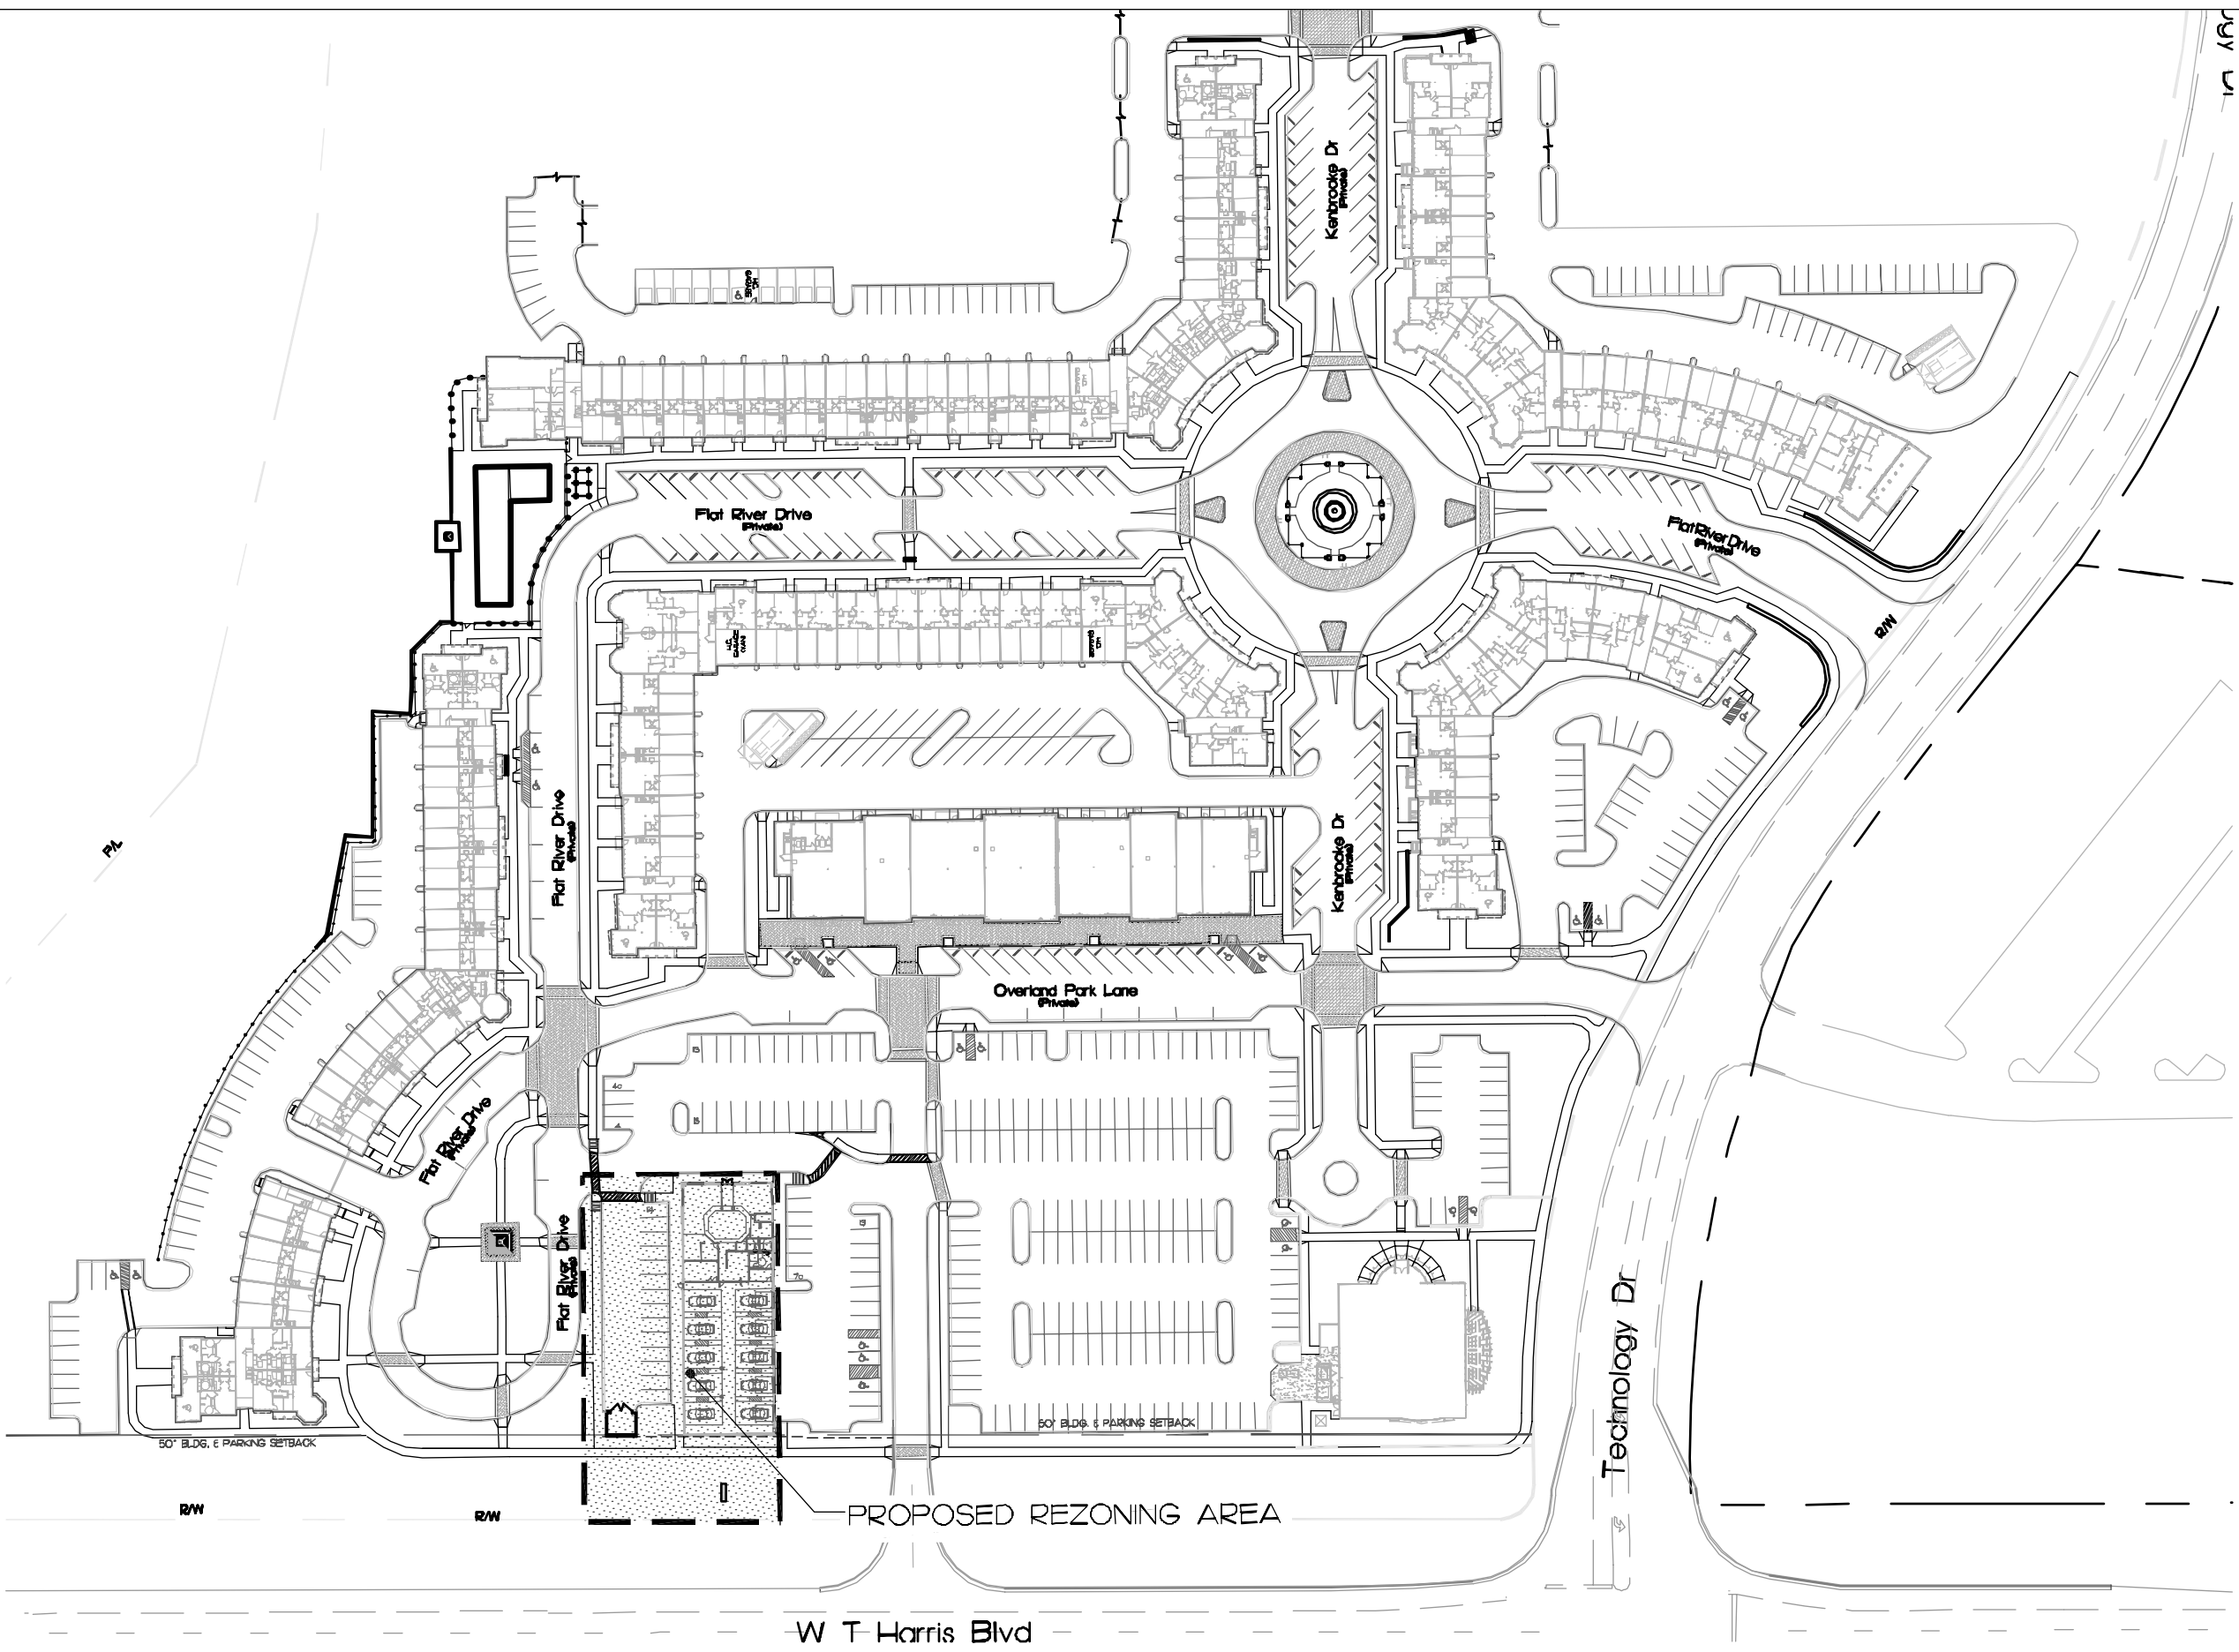 Kenbrooke Dr
(Private)
H/C
GARAGE
Flat River Drive
(Private)
Flat River Drive
(Private)
R/W
P/L
Flat River Drive
(Private)
Kenbrooke Dr
(Private)
Overland Park Lane
(Private)
Flat River Drive
(Private)
Flat River Drive
(Private)
Technology Dr
50' BLDG. & PARKING SETBACK
50' BLDG. & PARKING SETBACK
R/W
R/W
PROPOSED REZONING AREA
W T Harris Blvd